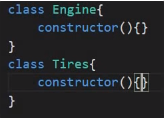 class Engine{
    constructor(){}
}
class Tires{
    constructor(){}
}